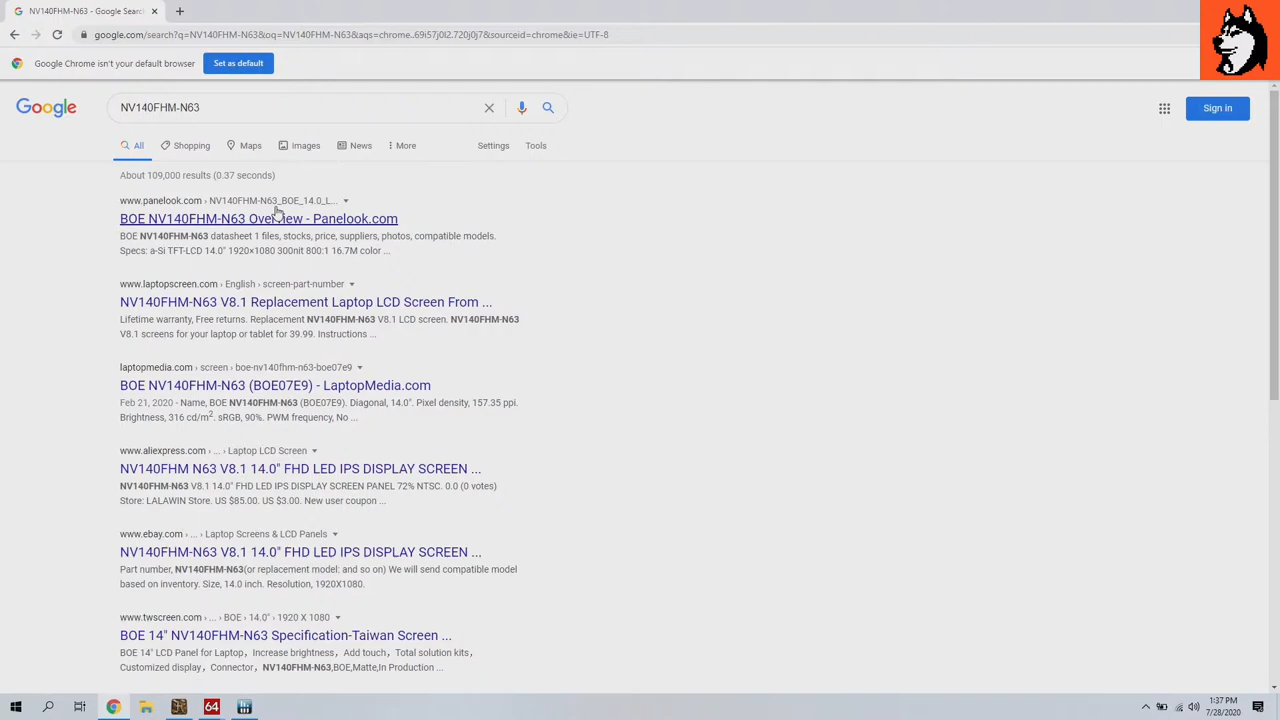 NV140FHM-N63 - Google Search
google.com/search?q=NV140FHM-N63&oq=NV140FHM-N63&aqs=chrome..69i57j0l2.720j0j7&sourceid=chrome&ie=UTF-8
Google Chrome isn't your default browser
Set as default
Google
NV140FHM-N63
Sign in
All
Shopping
Maps
Images
News
More
Settings
Tools
About 109,000 results (0.37 seconds)
www.panelook.com › NV140FHM-N63_BOE_14.0_L...
BOE NV140FHM-N63 Overview - Panelook.com
BOE NV140FHM-N63 datasheet 1 files, stocks, price, suppliers, photos, compatible models.
Specs: a-Si TFT-LCD 14.0" 1920×1080 300nit 800:1 16.7M color ...
www.laptopscreen.com › English › screen-part-number
NV140FHM-N63 V8.1 Replacement Laptop LCD Screen From ...
Lifetime warranty, Free returns. Replacement NV140FHM-N63 V8.1 LCD screen. NV140FHM-N63
V8.1 screens for your laptop or tablet for 39.99. Instructions ...
laptopmedia.com › screen › boe-nv140fhm-n63-boe07e9
BOE NV140FHM-N63 (BOE07E9) - LaptopMedia.com
Feb 21, 2020 - Name, BOE NV140FHM-N63 (BOE07E9). Diagonal, 14.0". Pixel density, 157.35 ppi.
Brightness, 316 cd/m2. sRGB, 90%. PWM frequency, No ...
www.aliexpress.com › ... › Laptop LCD Screen
NV140FHM N63 V8.1 14.0" FHD LED IPS DISPLAY SCREEN ...
NV140FHM-N63 V8.1 14.0" FHD LED IPS DISPLAY SCREEN PANEL 72% NTSC. 0.0 (0 votes)
Store: LALAWIN Store. US $85.00. US $3.00. New user coupon ...
www.ebay.com › ... › Laptop Screens & LCD Panels
NV140FHM-N63 V8.1 14.0" FHD LED IPS DISPLAY SCREEN ...
Part number, NV140FHM-N63(or replacement model: and so on) We will send compatible model
based on inventory. Size, 14.0 inch. Resolution, 1920X1080.
www.twscreen.com › ... › BOE › 14.0" › 1920 X 1080
BOE 14" NV140FHM-N63 Specification-Taiwan Screen ...
BOE 14" LCD Panel for Laptop，Increase brightness，Add touch，Total solution kits，
Customized display，Connector，NV140FHM-N63,BOE,Matte,In Production ...
64
1:37 PM
7/28/2020